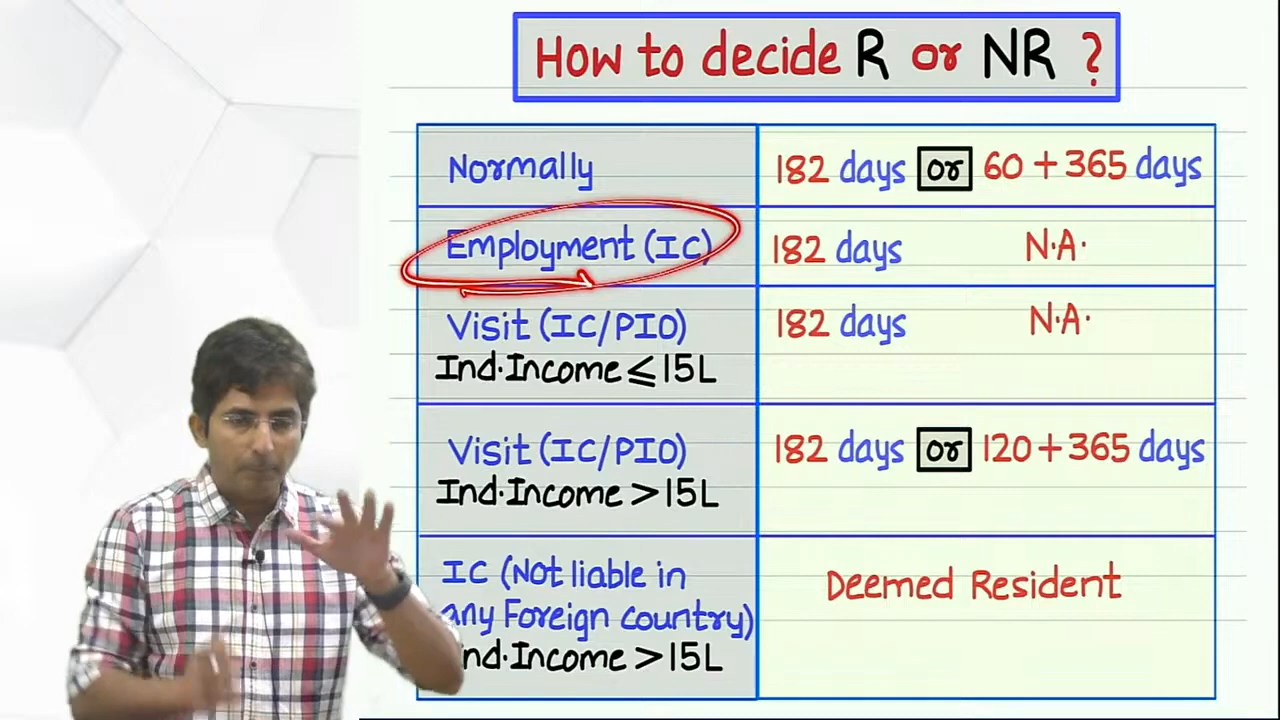 How to decide R or NR ?
Normally 182 days or 60 + 365 days
Employment (IC) 182 days N.A.
Visit (IC/PIO) 182 days N.A.
Ind.Income ≤ 15L
Visit (IC/PIO) 182 days or 120 + 365 days
Ind.Income > 15L
IC (Not liable in Deemed Resident
any Foreign country)
Ind.Income > 15L